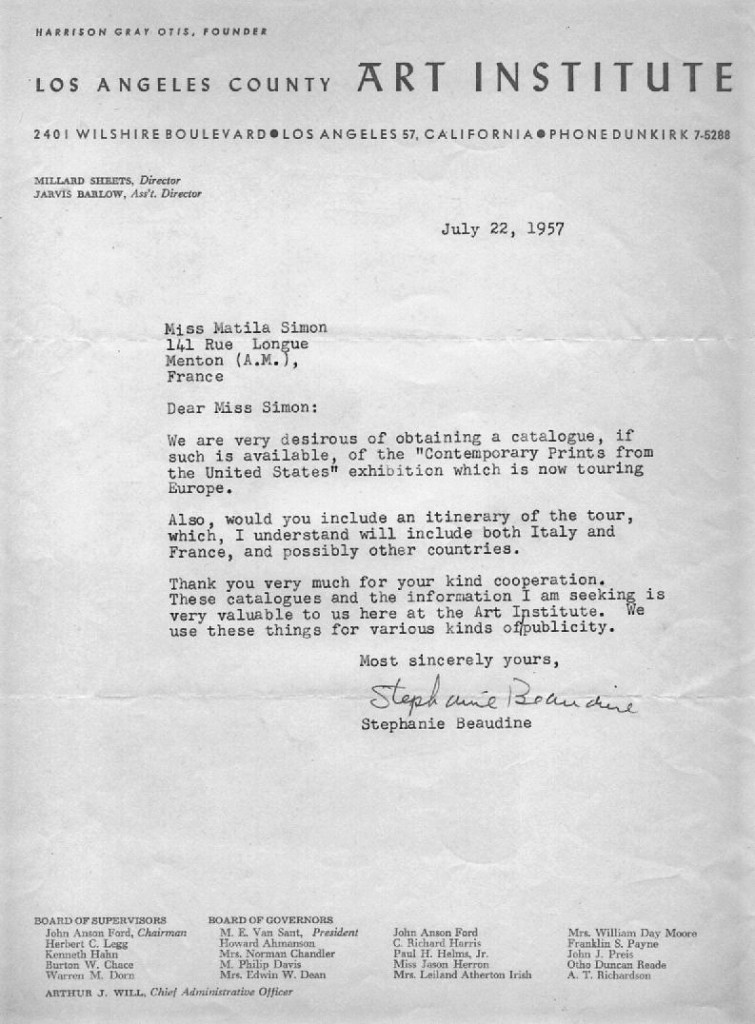 HARRISON GRAY OTIS, FOUNDER
LOS ANGELES COUNTY ART INSTITUTE
2401 WILSHIRE BOULEVARD●LOS ANGELES 57, CALIFORNIA●PHONE DUNKIRK 7-5288
MILLARD SHEETS, Director
JARVIS BARLOW, Ass't. Director
July 22, 1957
Miss Matila Simon
141 Rue Longue
Menton (A.M.),
France
Dear Miss Simon:
We are very desirous of obtaining a catalogue, if
such is available, of the "Contemporary Prints from
the United States" exhibition which is now touring
Europe.
Also, would you include an itinerary of the tour,
which, I understand will include both Italy and
France, and possibly other countries.
Thank you very much for your kind cooperation.
These catalogues and the information I am seeking is
very valuable to us here at the Art Institute. We
use these things for various kinds of/publicity.
Most sincerely yours,
Stephanie Beaudine
Stephanie Beaudine
BOARD OF SUPERVISORS
John Anson Ford, Chairman
Herbert C. Legg
Kenneth Hahn
Burton W. Chace
Warren M. Dorn
ARTHUR J. WILL, Chief Administrative Officer
BOARD OF GOVERNORS
M. E. Van Sant, President
Howard Ahmanson
Mrs. Norman Chandler
M. Philip Davis
Mrs. Edwin W. Dean
John Anson Ford
C. Richard Harris
Paul H. Helms, Jr.
Miss Jason Herron
Mrs. Leiland Atherton Irish
Mrs. William Day Moore
Franklin S. Payne
John J. Preis
Otho Duncan Reade
A. T. Richardson